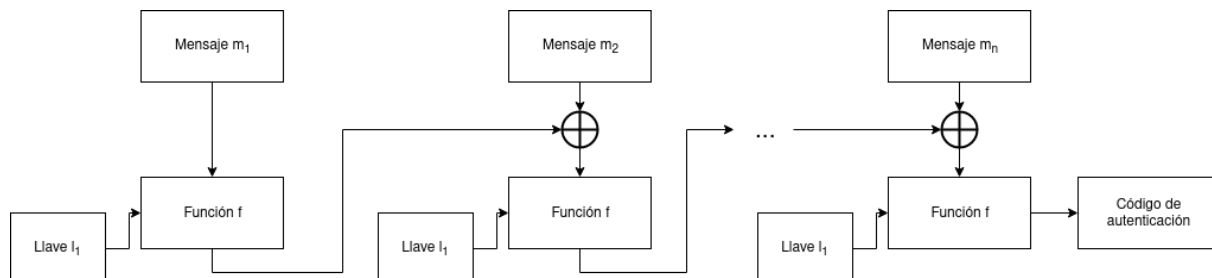 Mensaje m₁
Mensaje m₂
Mensaje mₙ
...
Función f
Función f
Función f
Código de
autenticación
Llave l₁
Llave l₁
Llave l₁